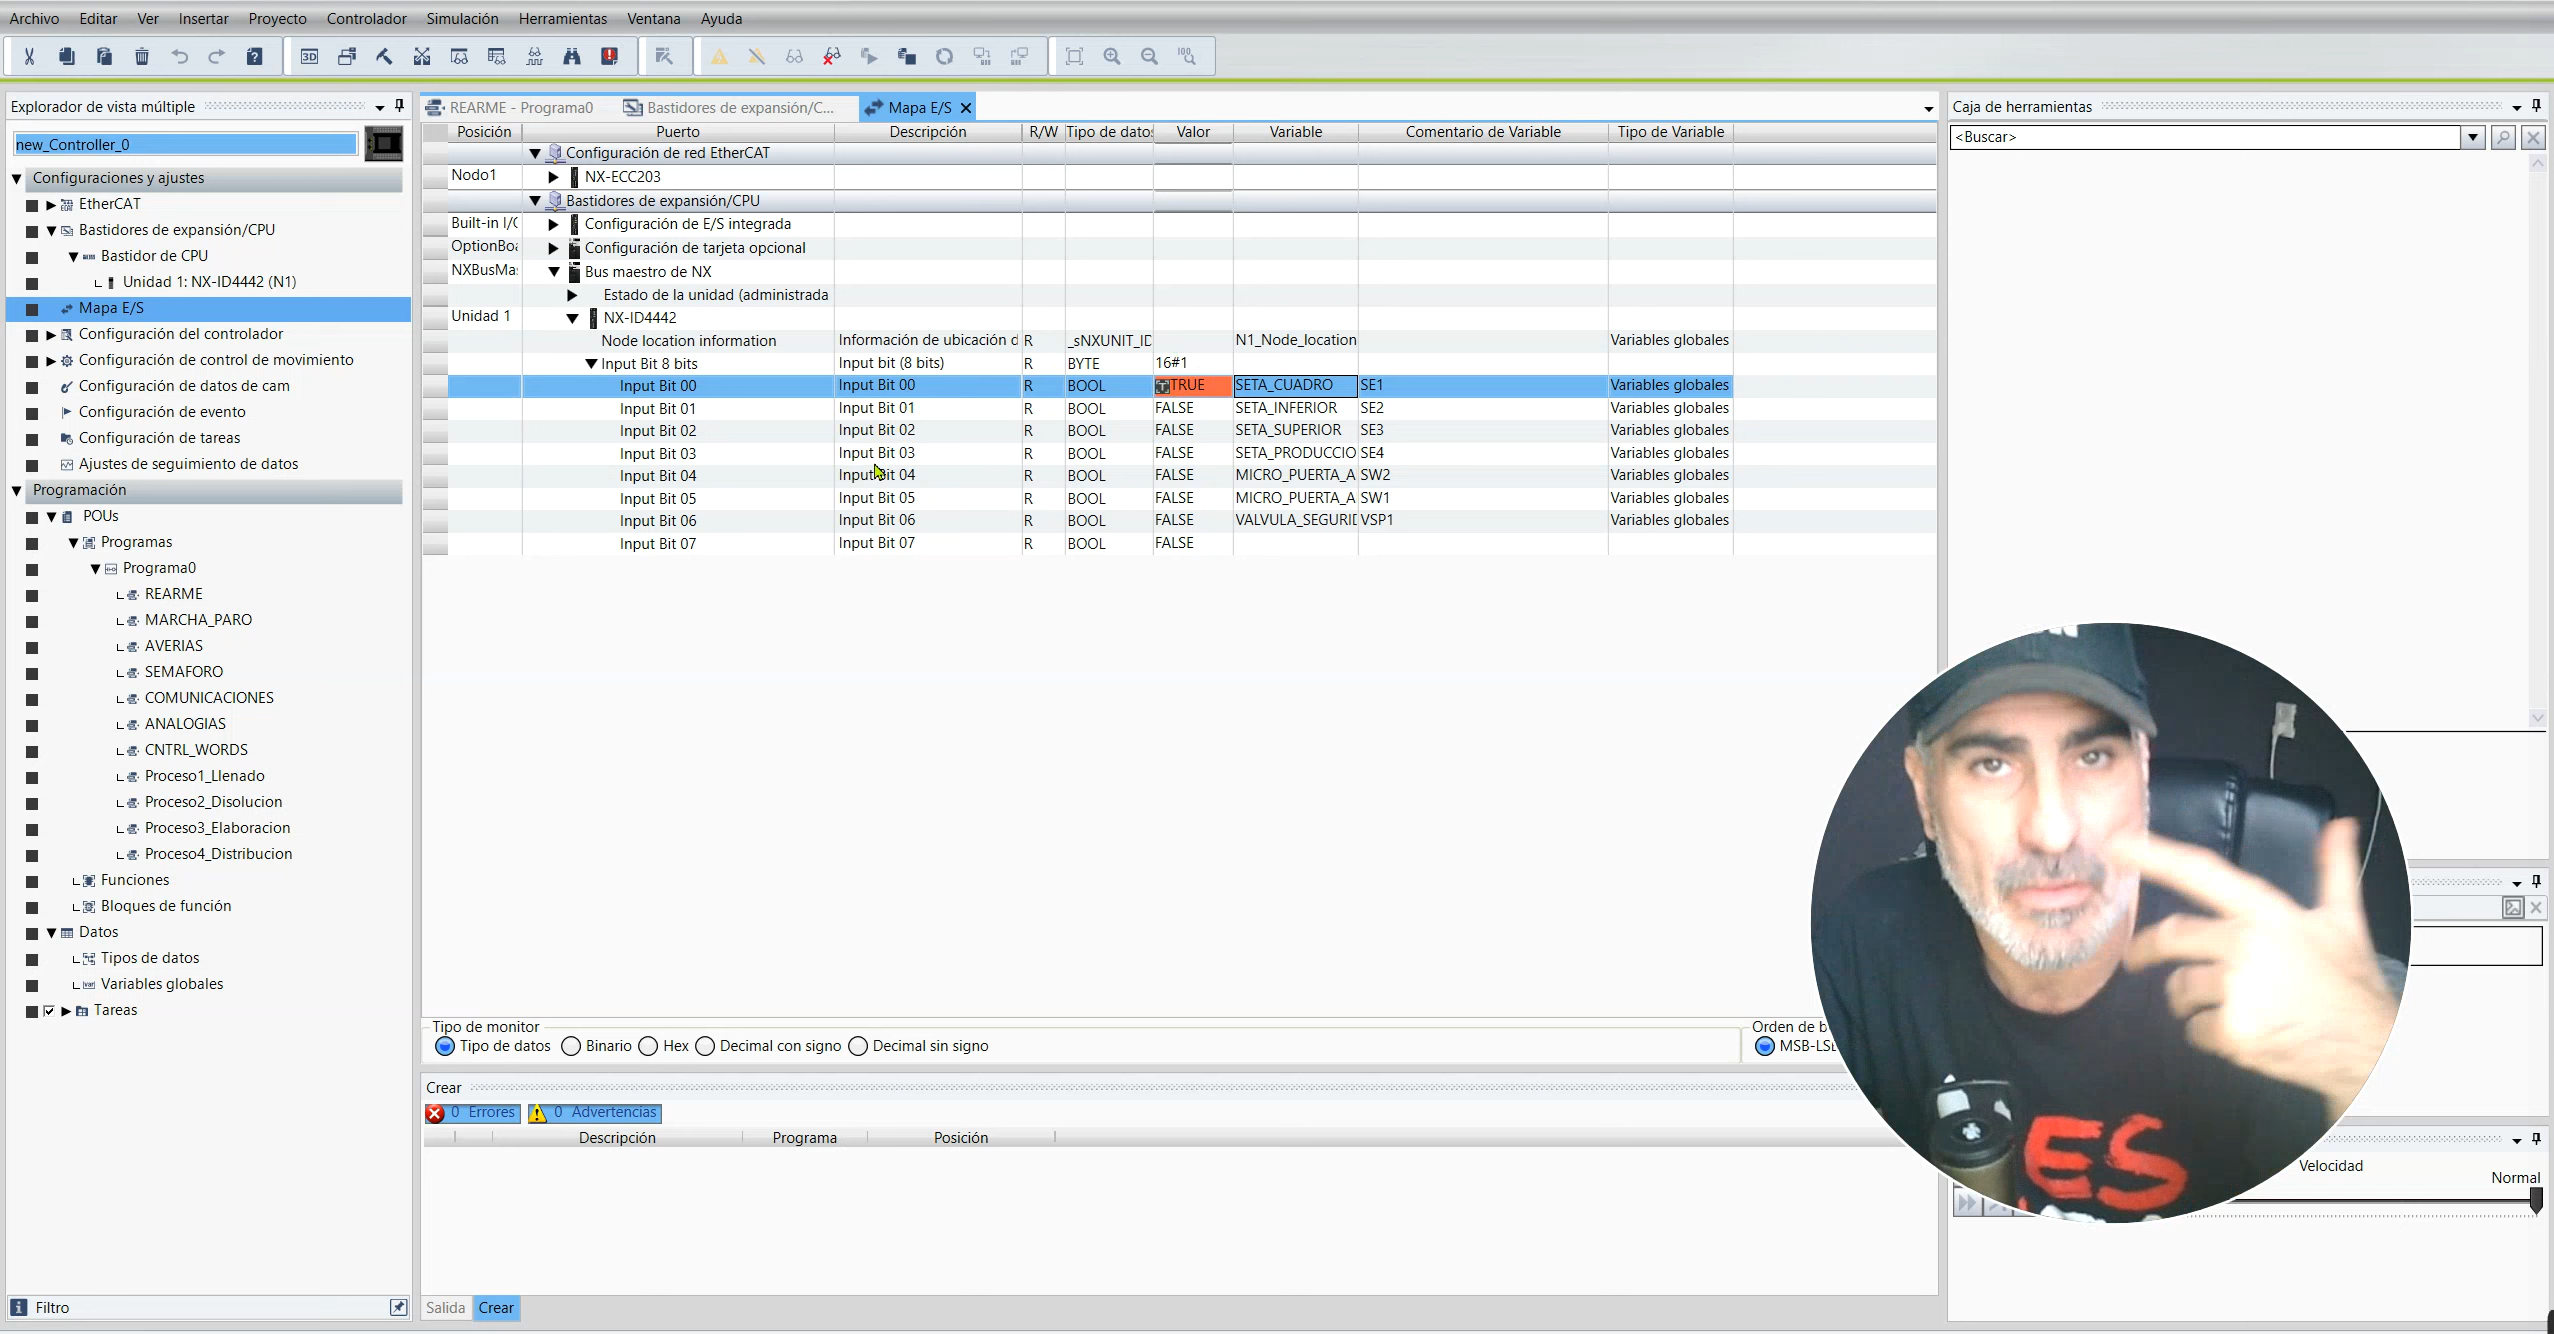 Archivo Editar Ver Insertar Proyecto Controlador Simulación Herramientas Ventana Ayuda
Explorador de vista múltiple
new_Controller_0
Configuraciones y ajustes
EtherCAT
Bastidores de expansión/CPU
Bastidor de CPU
Unidad 1: NX-ID4442 (N1)
Mapa E/S
Configuración del controlador
Configuración de control de movimiento
Configuración de datos de cam
Configuración de evento
Configuración de tareas
Ajustes de seguimiento de datos
Programación
POUs
Programas
Programa0
REARME
MARCHA_PARO
AVERIAS
SEMAFORO
COMUNICACIONES
ANALOGIAS
CNTRL_WORDS
Proceso1_Llenado
Proceso2_Disolucion
Proceso3_Elaboracion
Proceso4_Distribucion
Funciones
Bloques de función
Datos
Tipos de datos
Variables globales
Tareas
Filtro
REARME - Programa0 Bastidores de expansión/C... Mapa E/S
Posición Puerto Descripción R/W Tipo de datos Valor Variable Comentario de Variable Tipo de Variable
Configuración de red EtherCAT
Nodo1 NX-ECC203
Bastidores de expansión/CPU
Built-in I/O Configuración de E/S integrada
OptionBoa Configuración de tarjeta opcional
NXBusMas Bus maestro de NX
Estado de la unidad (administrada
Unidad 1 NX-ID4442
Node location information Información de ubicación d R _sNXUNIT_ID N1_Node_location Variables globales
Input Bit 8 bits Input bit (8 bits) R BYTE 16#1
Input Bit 00 Input Bit 00 R BOOL TRUE SETA_CUADRO SE1 Variables globales
Input Bit 01 Input Bit 01 R BOOL FALSE SETA_INFERIOR SE2 Variables globales
Input Bit 02 Input Bit 02 R BOOL FALSE SETA_SUPERIOR SE3 Variables globales
Input Bit 03 Input Bit 03 R BOOL FALSE SETA_PRODUCCIO SE4 Variables globales
Input Bit 04 Input Bit 04 R BOOL FALSE MICRO_PUERTA_A SW2 Variables globales
Input Bit 05 Input Bit 05 R BOOL FALSE MICRO_PUERTA_A SW1 Variables globales
Input Bit 06 Input Bit 06 R BOOL FALSE VALVULA_SEGURID VSP1 Variables globales
Input Bit 07 Input Bit 07 R BOOL FALSE
Tipo de monitor
Tipo de datos Binario Hex Decimal con signo Decimal sin signo
Orden de b
MSB-LSB
Crear
0 Errores 0 Advertencias
Descripción Programa Posición
Salida Crear
Caja de herramientas
<Buscar>
Velocidad
Normal
ES